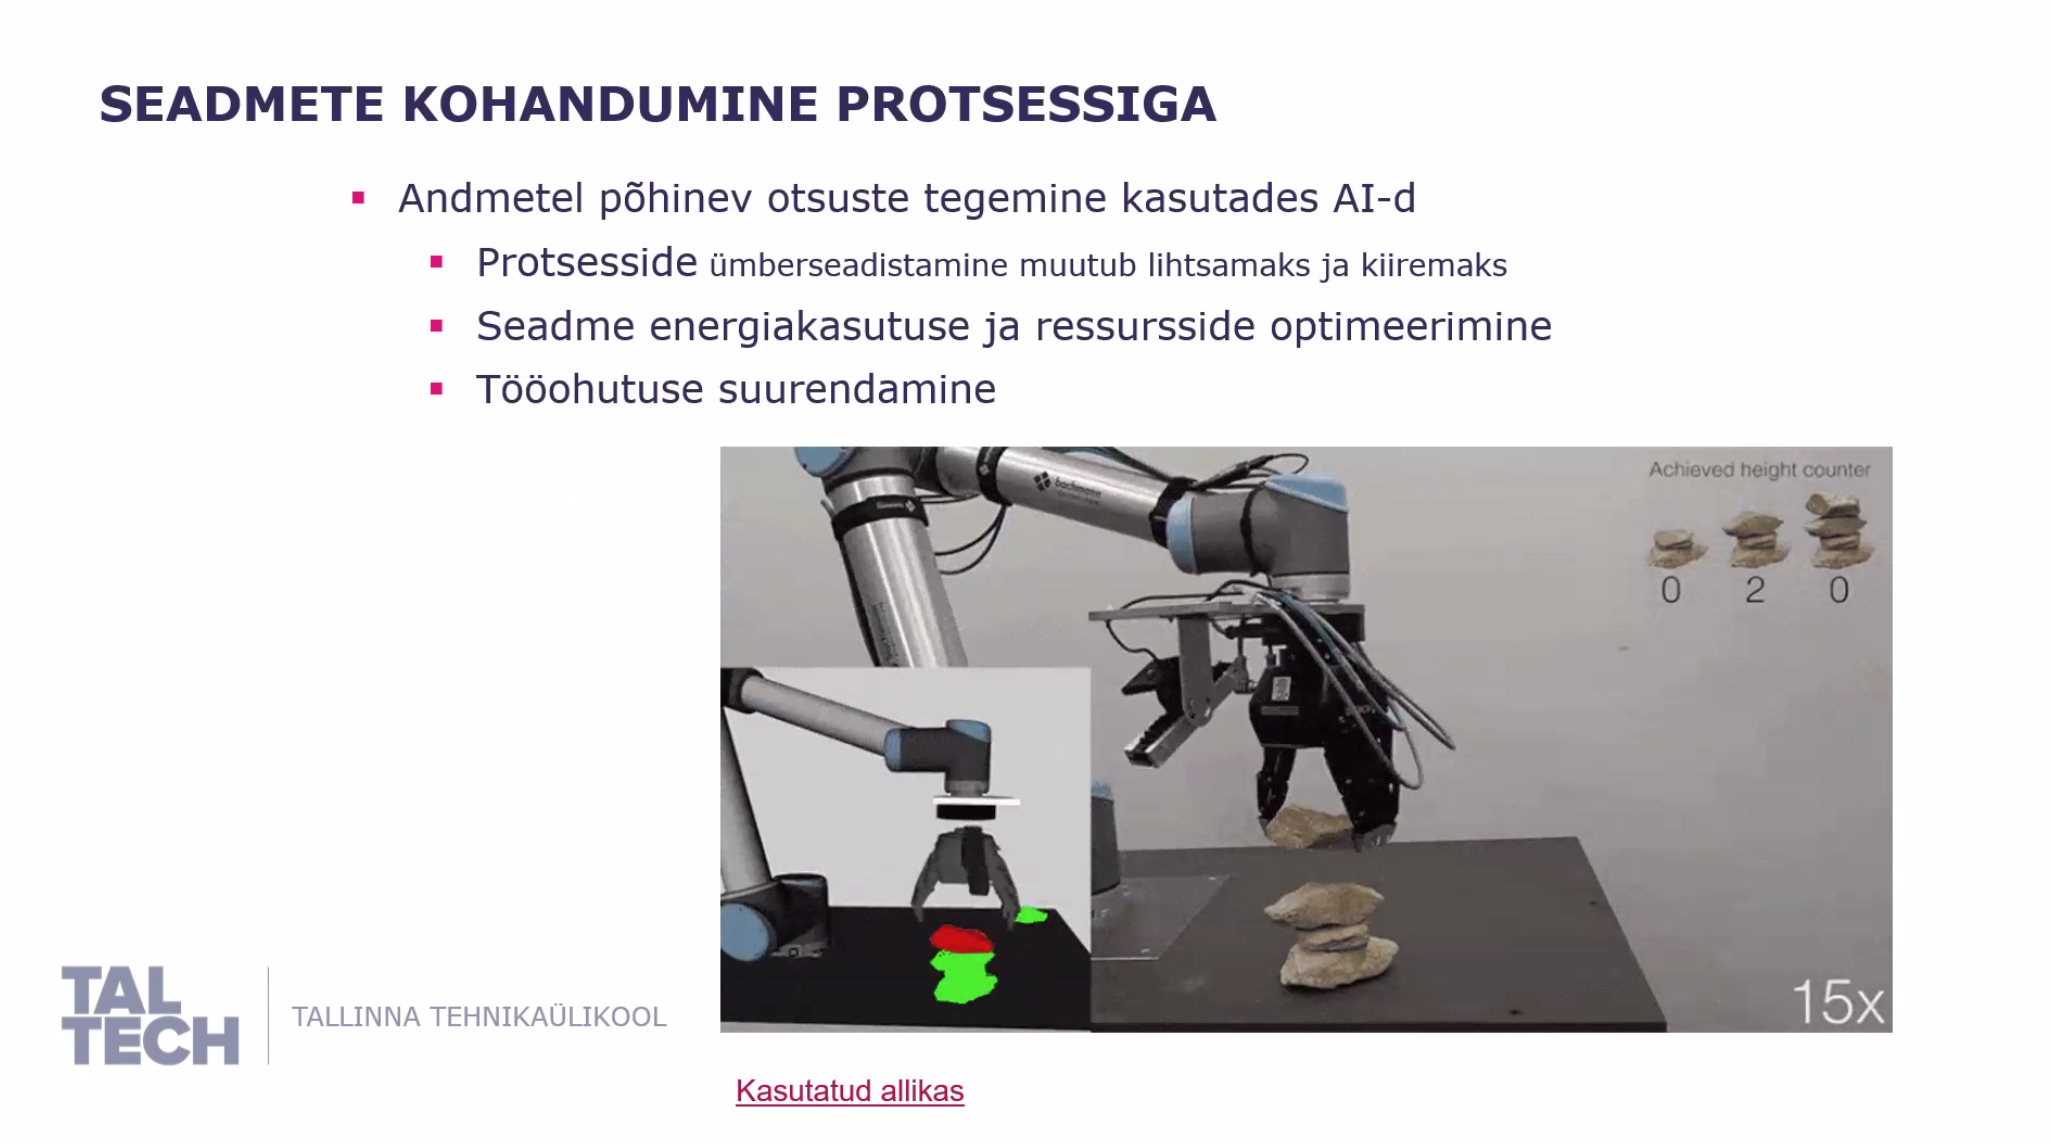 SEADMETE KOHANDUMINE PROTSESSIGA
Andmetel põhinev otsuste tegemine kasutades AI-d
Protsesside ümberseadistamine muutub lihtsamaks ja kiiremaks
Seadme energiakasutuse ja ressursside optimeerimine
Tööohutuse suurendamine
Achieved height counter
0 2 0
bachmann
15x
TAL
TECH
TALLINNA TEHNIKAÜLIKOOL
Kasutatud allikas